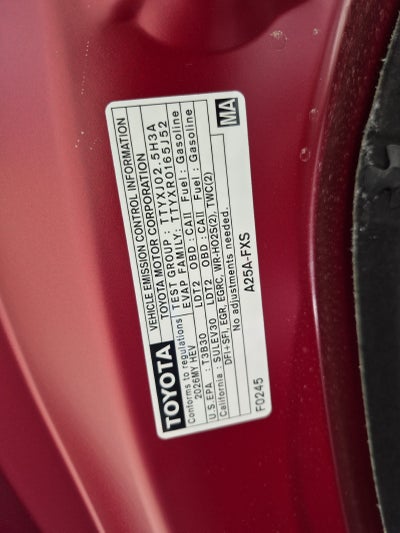 TOYOTA
VEHICLE EMISSION CONTROL INFORMATION
TOYOTA MOTOR CORPORATION
Conforms to regulations
2026MY HEV
TEST GROUP: TTYXJ02.5H3A
EVAP FAMILY: TTYXR0165J52
U.S.EPA : T3B30 LDT2 OBD : CAII Fuel : Gasoline
California : SULEV30 LDT2 OBD : CAII Fuel : Gasoline
DFI+SFI, EGR, EGRC, WR-HO2S(2), TWC(2)
No adjustments needed.
F0245 A25A-FXS MA